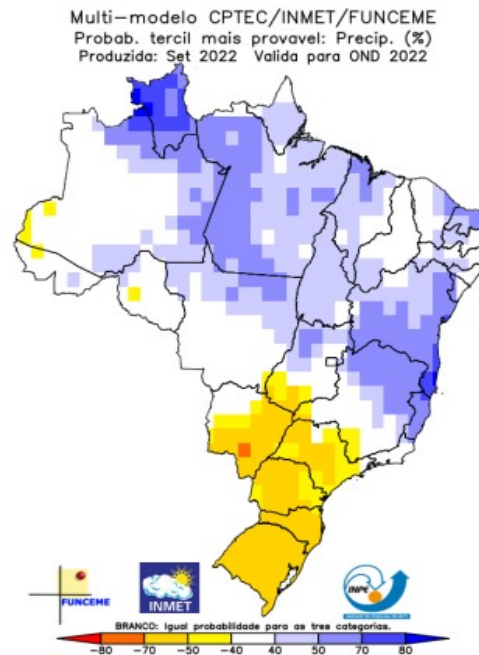 Multi-modelo CPTEC/INMET/FUNCEME
Probab. tercil mais provavel: Precip. (%)
Produzida: Set 2022 Valida para OND 2022
FUNCEME
INMET
INPE
BRANCO: Igual probabilidade para as tres categorias.
-80 -70 -50 -40 40 50 70 80